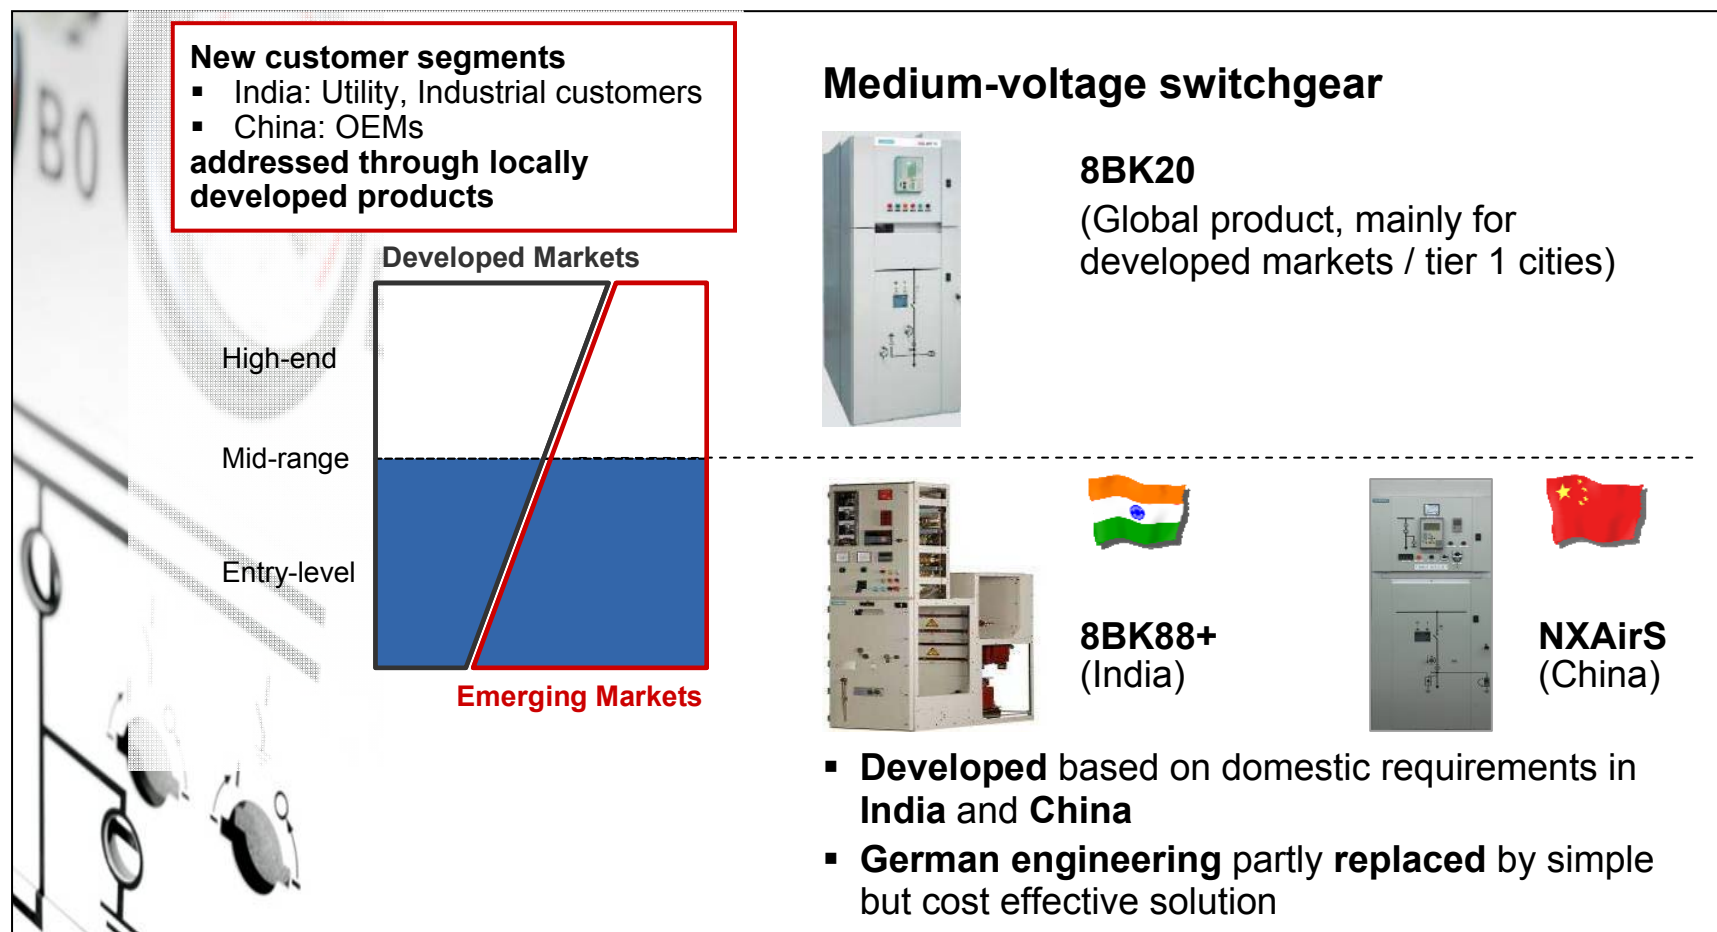 New customer segments
▪ India: Utility, Industrial customers
▪ China: OEMs
addressed through locally
developed products
Developed Markets
High-end
Mid-range
Entry-level
Emerging Markets
Medium-voltage switchgear
8BK20
(Global product, mainly for
developed markets / tier 1 cities)
8BK88+
(India)
NXAirS
(China)
▪ Developed based on domestic requirements in
India and China
▪ German engineering partly replaced by simple
but cost effective solution
B0